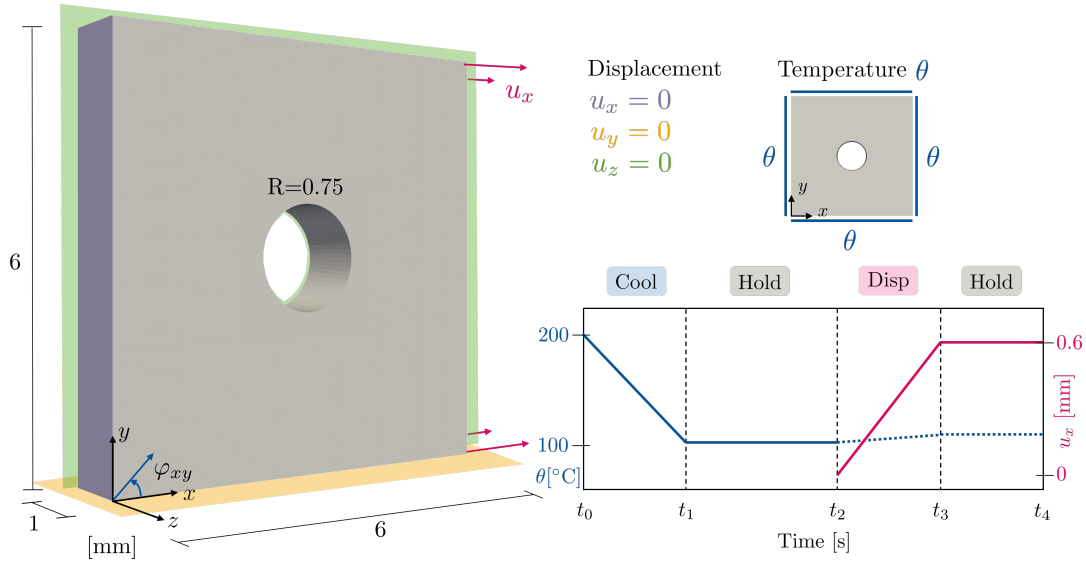 u_x
R=0.75
6
y
φ_xy
x
z
1
6
[mm]
Displacement
u_x = 0
u_y = 0
u_z = 0
Temperature θ
θ
θ
y
x
θ
Cool
Hold
Disp
Hold
200
100
θ[°C]
0.6
u_x [mm]
0
t_0
t_1
t_2
t_3
t_4
Time [s]